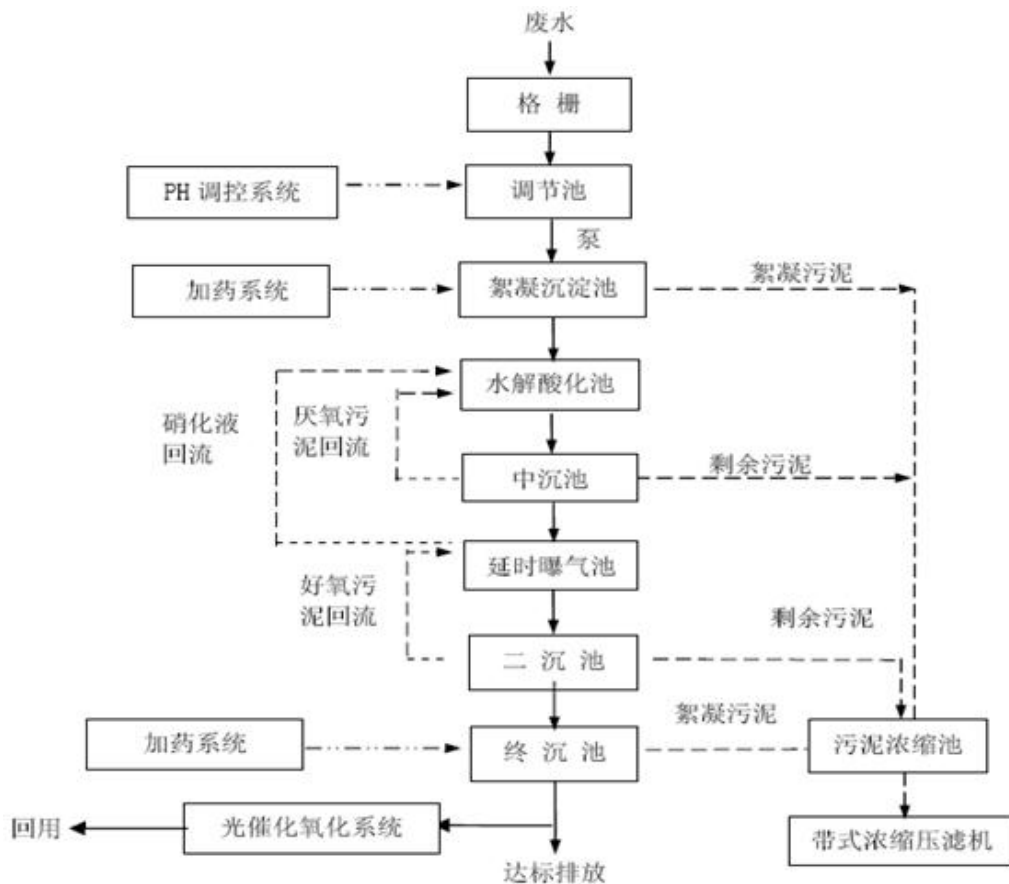 废水
格 栅
PH 调控系统
调节池
泵
加药系统
絮凝沉淀池
絮凝污泥
水解酸化池
硝化液
回流
厌氧污
泥回流
中沉池
剩余污泥
延时曝气池
好氧污
泥回流
剩余污泥
二 沉 池
絮凝污泥
加药系统
终 沉 池
污泥浓缩池
回用
光催化氧化系统
带式浓缩压滤机
达标排放